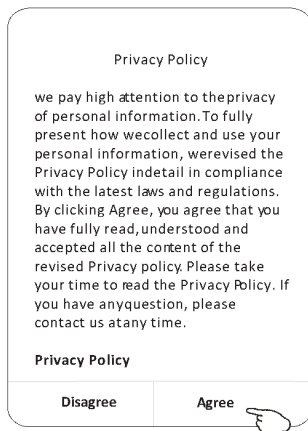 Privacy Policy
we pay high attention to theprivacy
of personal information. To fully
present how wecollect and use your
personal information, werevised the
Privacy Policy indetail in compliance
with the latest laws and regulations.
By clicking Agree, you agree that you
have fully read,understood and
accepted all the content of the
revised Privacy policy. Please take
your time to read the Privacy Policy. If
you have anyquestion, please
contact us atany time.
Privacy Policy
Disagree Agree